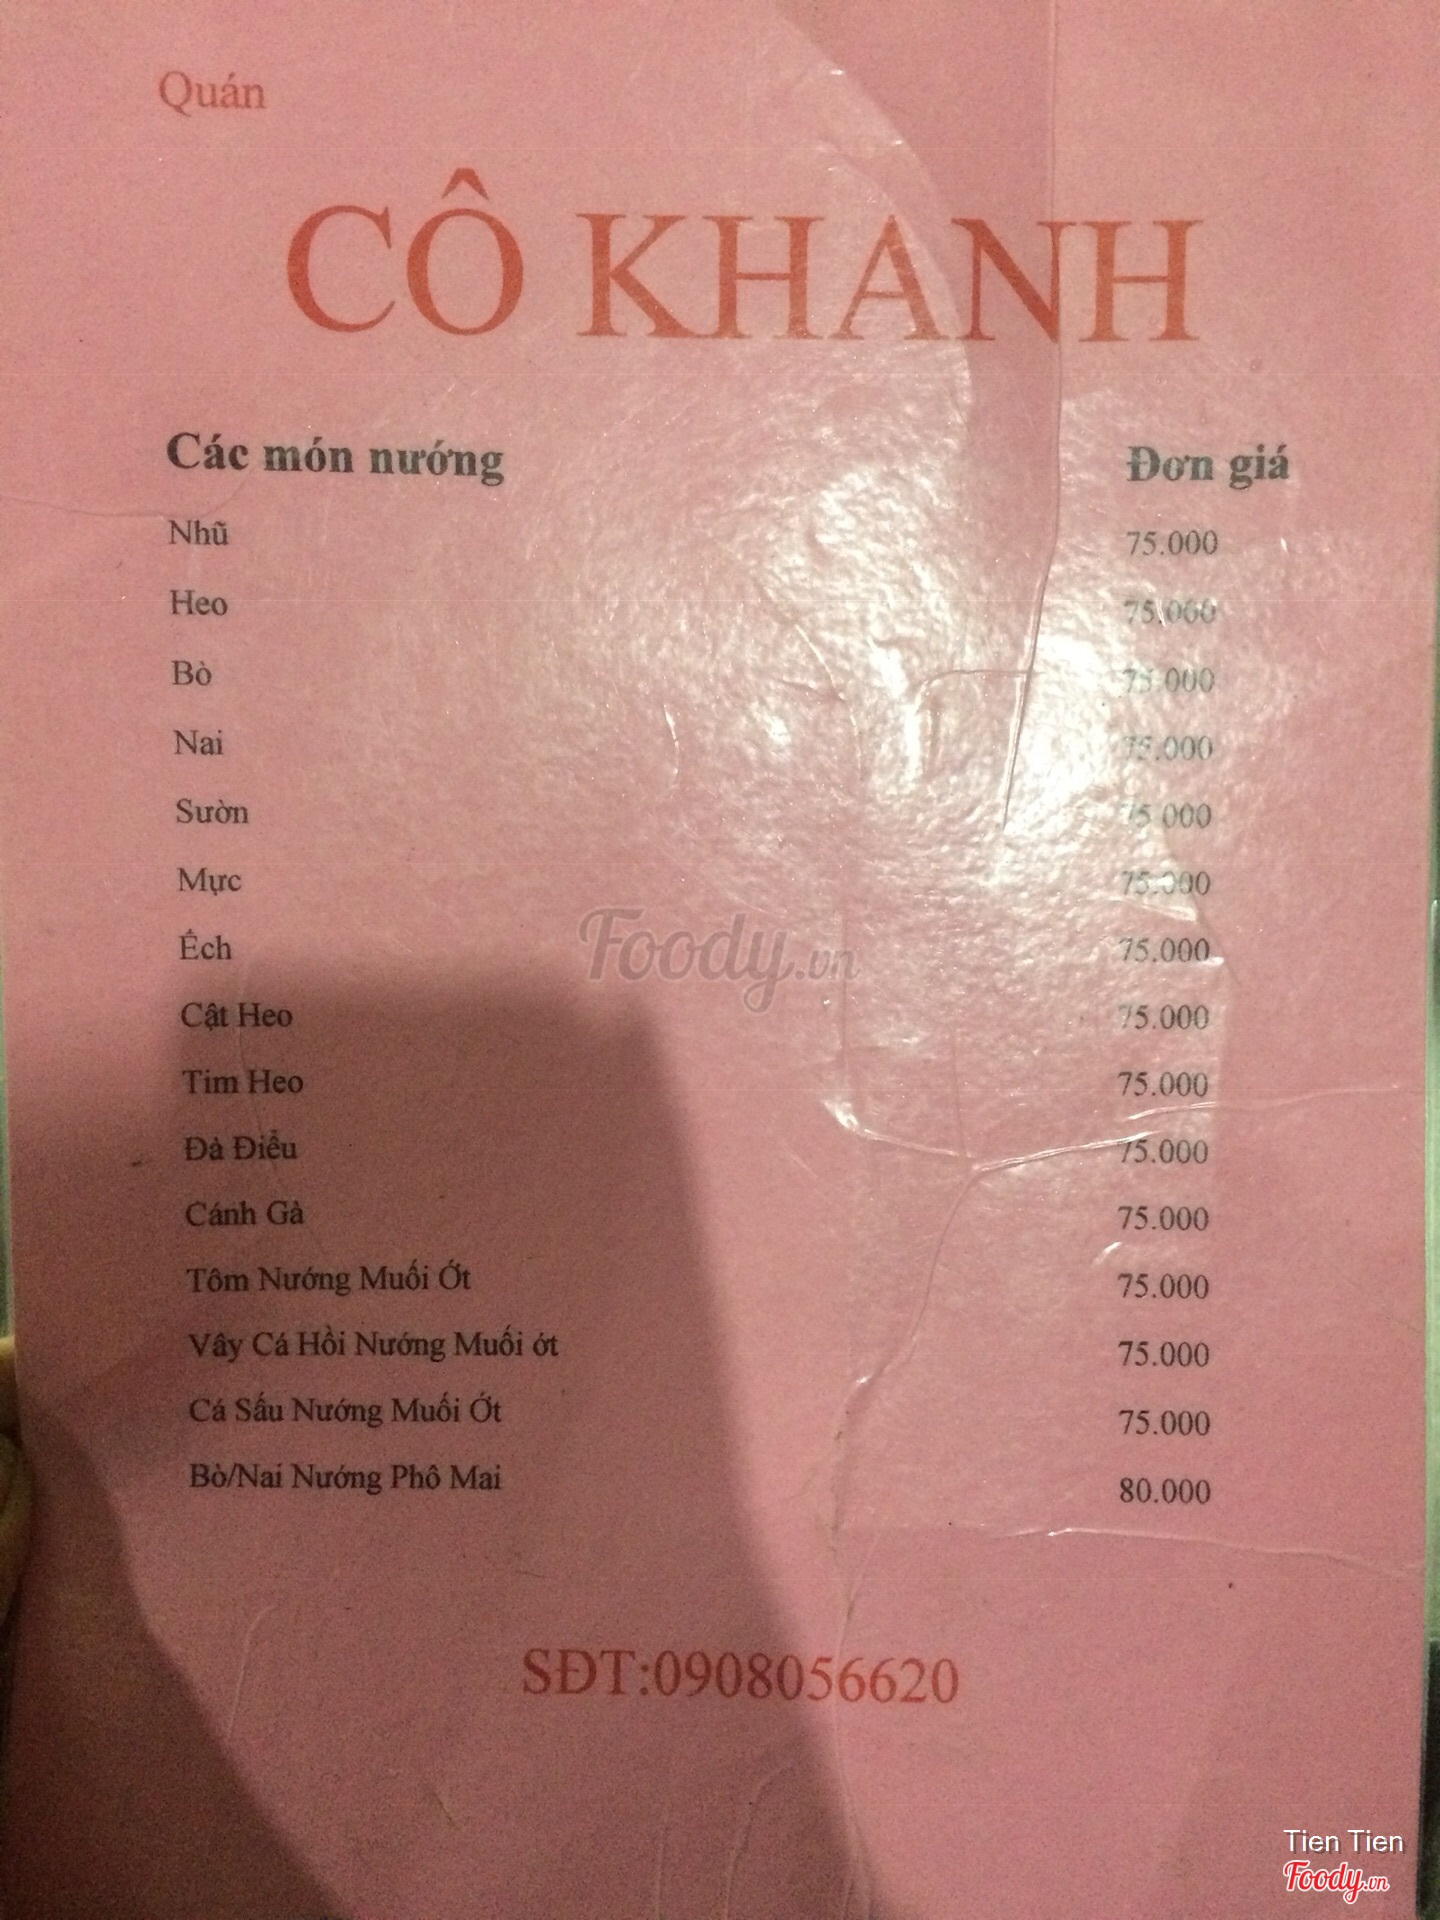 Quán
CÔ KHANH
Các món nướng Đơn giá
Nhũ 75.000
Heo 75.000
Bò 75.000
Nai 75.000
Sườn 75.000
Mực 75.000
Ếch 75.000
Cật Heo 75.000
Tim Heo 75.000
Đà Điểu 75.000
Cánh Gà 75.000
Tôm Nướng Muối Ớt 75.000
Vây Cá Hồi Nướng Muối ớt 75.000
Cá Sấu Nướng Muối Ớt 75.000
Bò/Nai Nướng Phô Mai 80.000
SĐT:0908056620
Foody.vn
Tien Tien
Foody.vn